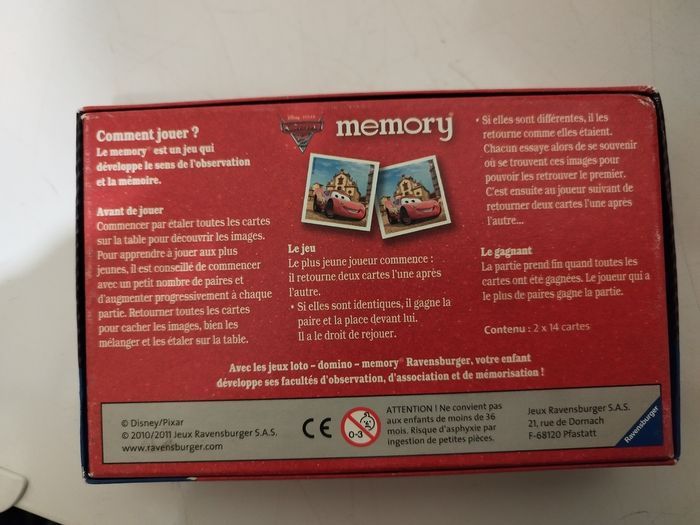 Comment jouer ?
Le memory® est un jeu qui
développe le sens de l'observation
et la mémoire.
Avant de jouer
Commencer par étaler toutes les cartes
sur la table pour découvrir les images.
Pour apprendre à jouer aux plus
jeunes, il est conseillé de commencer
avec un petit nombre de paires et
d'augmenter progressivement à chaque
partie. Retourner toutes les cartes
pour cacher les images, bien les
mélanger et les étaler sur la table.
memory®
Le jeu
Le plus jeune joueur commence :
il retourne deux cartes l'une après
l'autre.
• Si elles sont identiques, il gagne la
paire et la place devant lui.
Il a le droit de rejouer.
• Si elles sont différentes, il les
retourne comme elles étaient.
Chacun essaye alors de se souvenir
où se trouvent ces images pour
pouvoir les retrouver le premier.
C'est ensuite au joueur suivant de
retourner deux cartes l'une après
l'autre...
Le gagnant
La partie prend fin quand toutes les
cartes ont été gagnées. Le joueur qui a
le plus de paires gagne la partie.
Contenu : 2 x 14 cartes
Avec les jeux loto – domino – memory® Ravensburger, votre enfant
développe ses facultés d'observation, d'association et de mémorisation !
© Disney/Pixar
© 2010/2011 Jeux Ravensburger S.A.S.
www.ravensburger.com
CE
0-3
ATTENTION ! Ne convient pas
aux enfants de moins de 36
mois. Risque d'asphyxie par
ingestion de petites pièces.
Jeux Ravensburger S.A.S.
21, rue de Dornach
F-68120 Pfastatt
Ravensburger